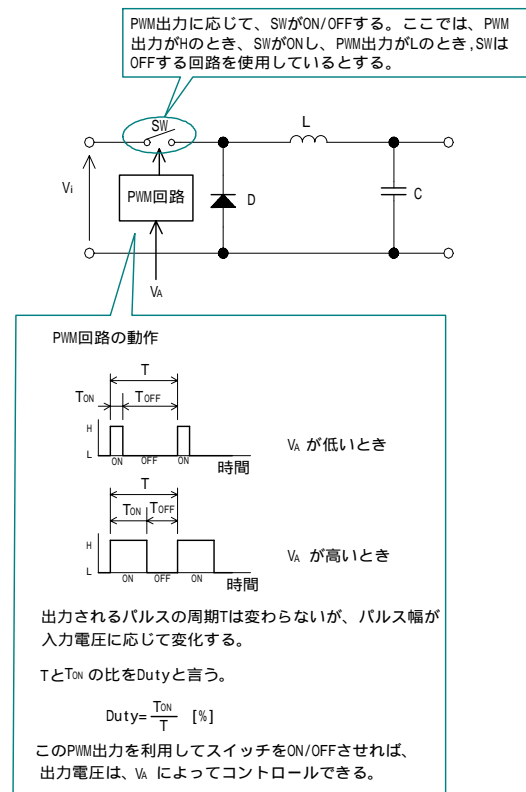 PWM出力に応じて、SWがON/OFFする。ここでは、PWM
出力がHのとき、SWがONし、PWM出力がLのとき,SWは
OFFする回路を使用しているとする。
SW
L
Vi
PWM回路
D
C
VA
PWM回路の動作
T
TON
TOFF
H
L
ON
OFF
ON
時間
VA が低いとき
T
TON
TOFF
H
L
ON
OFF
ON
時間
VA が高いとき
出力されるパルスの周期Tは変わらないが、パルス幅が
入力電圧に応じて変化する。
TとTON の比をDutyと言う。
Duty=TON/T [%]
このPWM出力を利用してスイッチをON/OFFさせれば、
出力電圧は、VA によってコントロールできる。